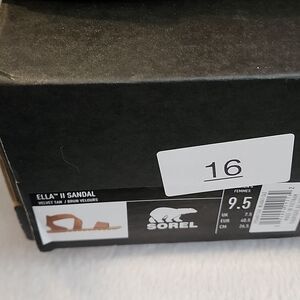 16
ELLA™ II SANDAL
VELVET TAN / BRUN VELOURS
FEMMES
9.5
UK 7.5
EUR 40.5
CM 26.5
SOREL